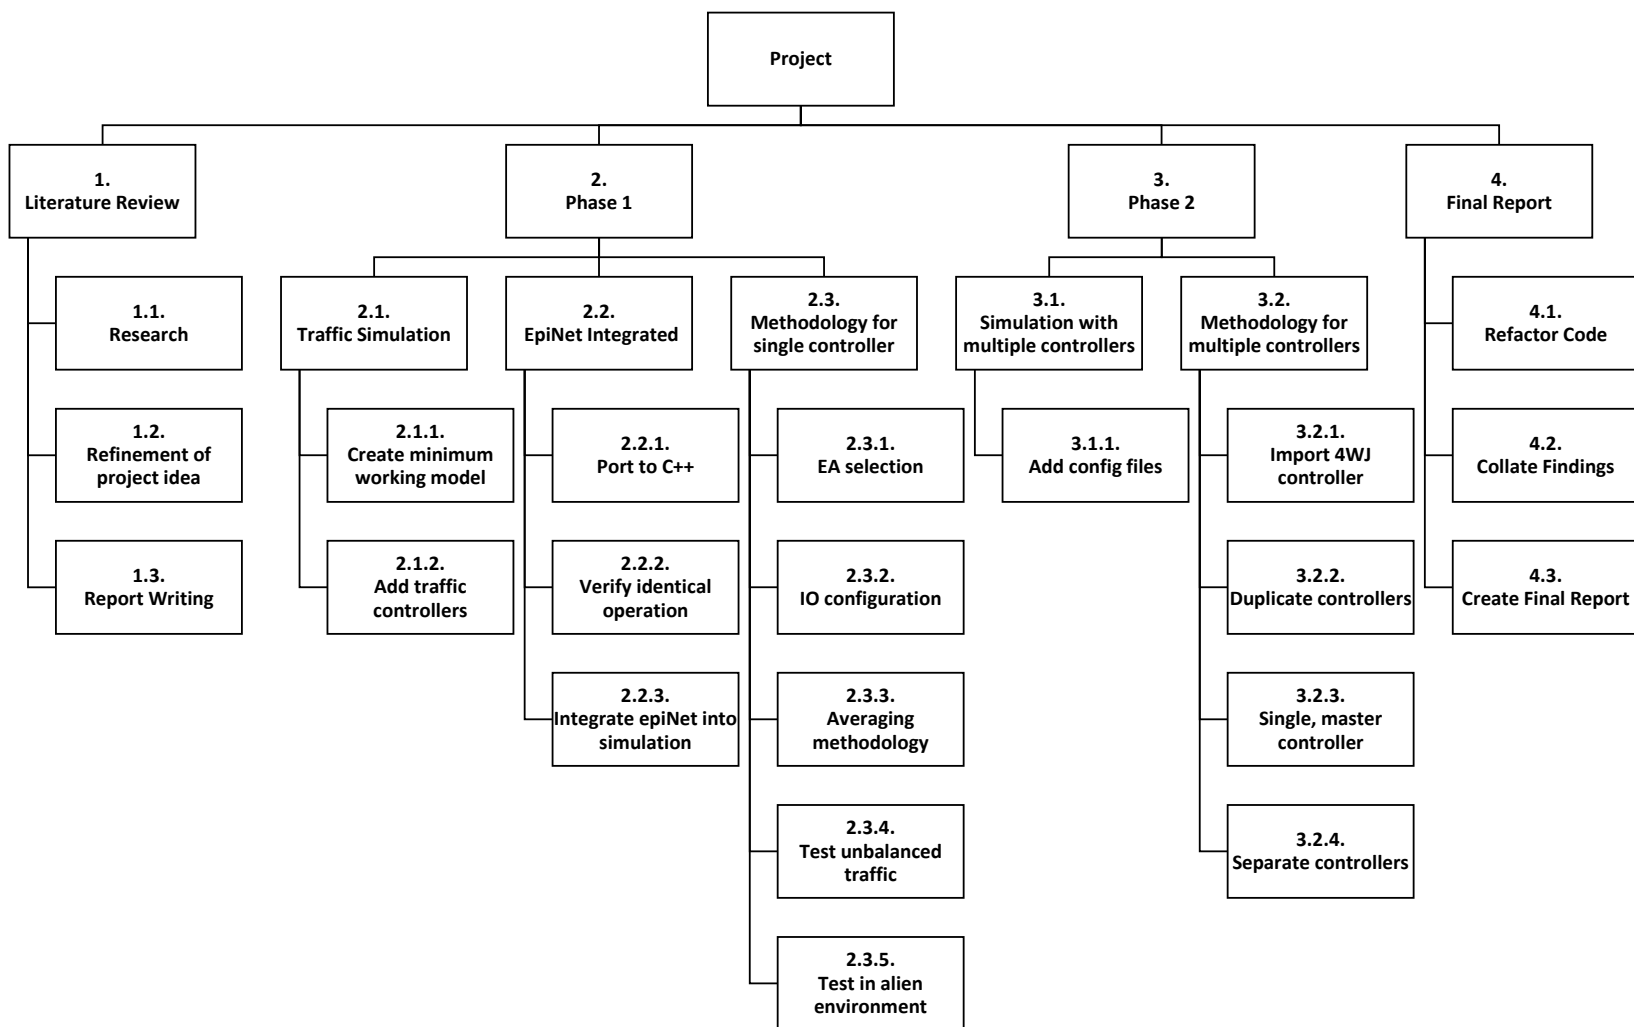 Project
1.
Literature Review
2.
Phase 1
3.
Phase 2
4.
Final Report
1.1.
Research
1.2.
Refinement of
project idea
1.3.
Report Writing
2.1.
Traffic Simulation
2.1.1.
Create minimum
working model
2.1.2.
Add traffic
controllers
2.2.
EpiNet Integrated
2.2.1.
Port to C++
2.2.2.
Verify identical
operation
2.2.3.
Integrate epiNet into
simulation
2.3.
Methodology for
single controller
2.3.1.
EA selection
2.3.2.
IO configuration
2.3.3.
Averaging
methodology
2.3.4.
Test unbalanced
traffic
2.3.5.
Test in alien
environment
3.1.
Simulation with
multiple controllers
3.1.1.
Add config files
3.2.
Methodology for
multiple controllers
3.2.1.
Import 4WJ
controller
3.2.2.
Duplicate controllers
3.2.3.
Single, master
controller
3.2.4.
Separate controllers
4.1.
Refactor Code
4.2.
Collate Findings
4.3.
Create Final Report